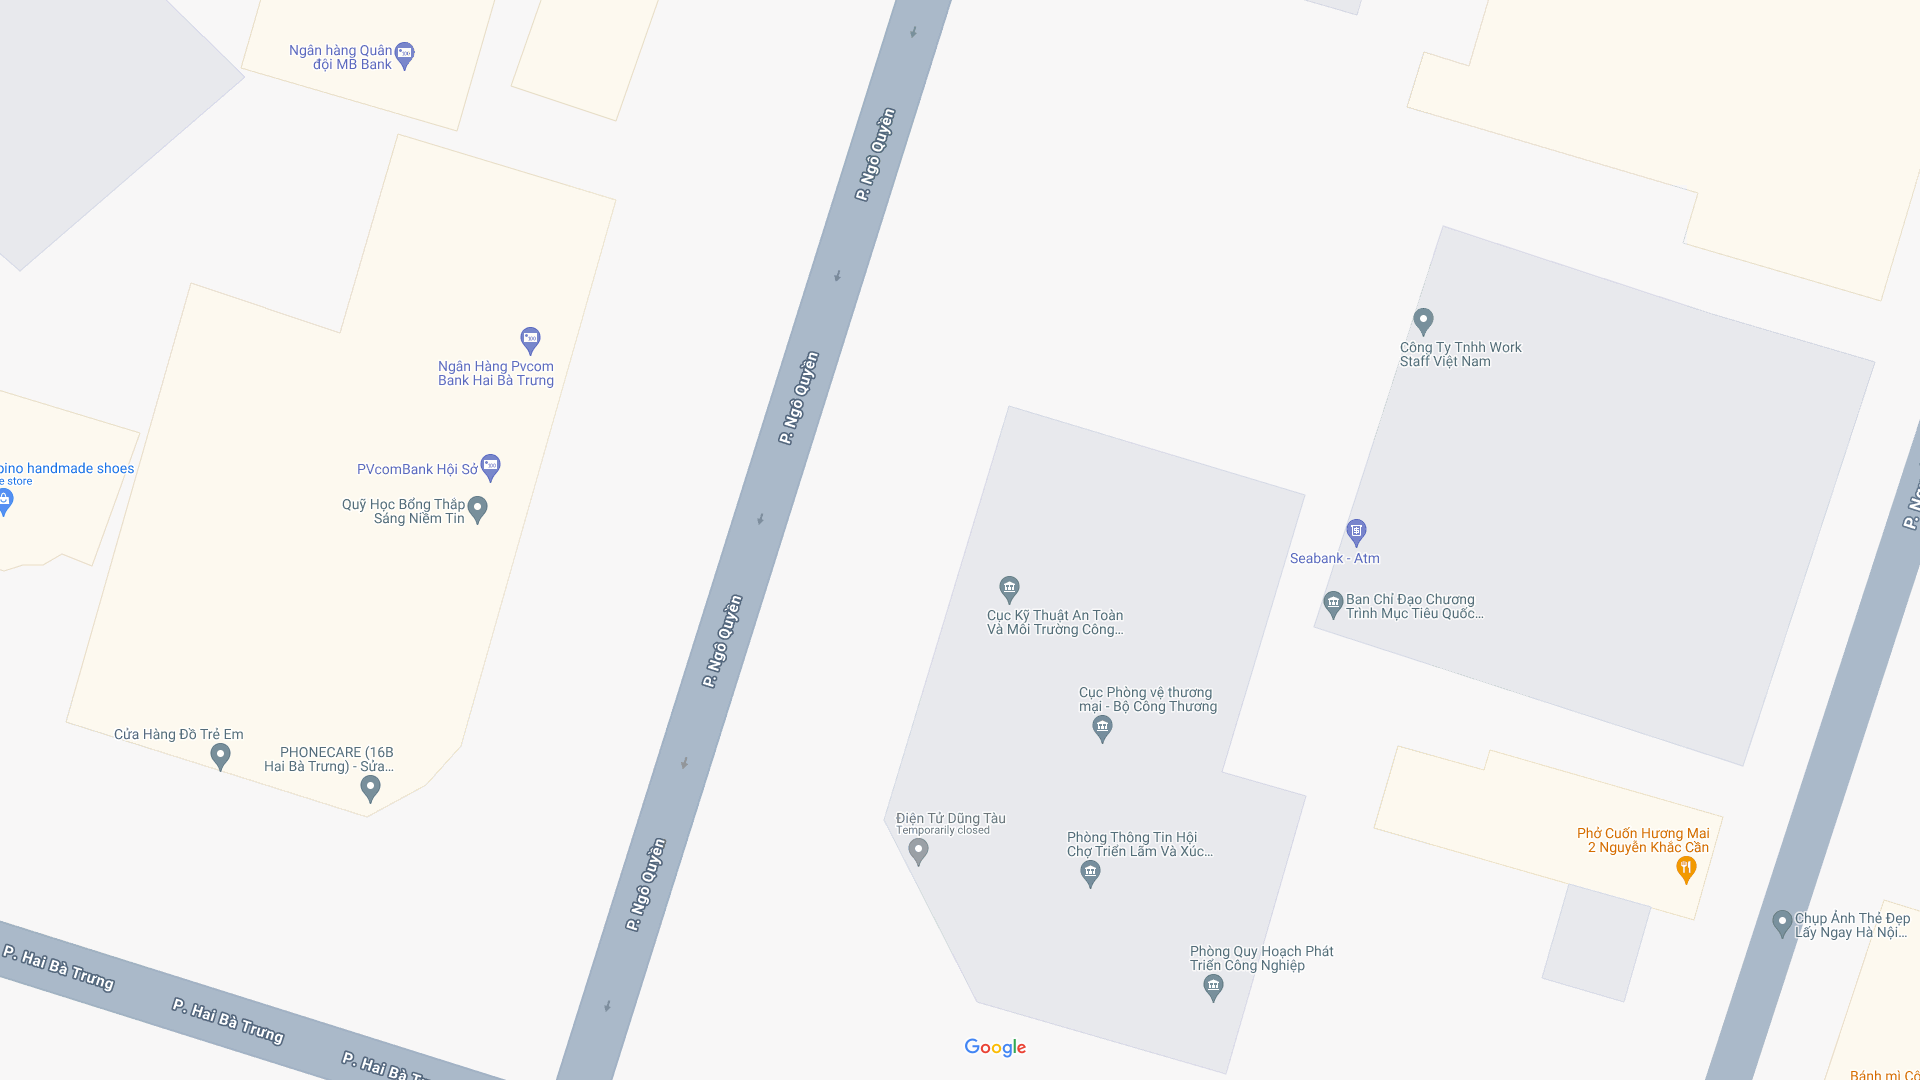 Ngân hàng Quân
đội MB Bank
P. Ngô Quyền
Công Ty Tnhh Work
Staff Việt Nam
Ngân Hàng Pvcom
Bank Hai Bà Trưng
P. Ngô Quyền
pino handmade shoes
e store
PVcomBank Hội Sở
Quỹ Học Bổng Thắp
Sáng Niềm Tin
Seabank - Atm
Ban Chỉ Đạo Chương
Trình Mục Tiêu Quốc...
Cục Kỹ Thuật An Toàn
Và Môi Trường Công...
P. Ngô Quyền
Cục Phòng vệ thương
mại - Bộ Công Thương
Cửa Hàng Đồ Trẻ Em
PHONECARE (16B
Hai Bà Trưng) - Sửa...
Điện Tử Dũng Tàu
Temporarily closed
Phòng Thông Tin Hội
Chợ Triển Lãm Và Xúc...
Phở Cuốn Hương Mai
2 Nguyễn Khắc Cần
P. Ngô Quyền
Chụp Ảnh Thẻ Đẹp
Lấy Ngay Hà Nội...
Phòng Quy Hoạch Phát
Triển Công Nghiệp
P. Hai Bà Trưng
P. Hai Bà Trưng
P. Hai Bà
Google
Bánh mì